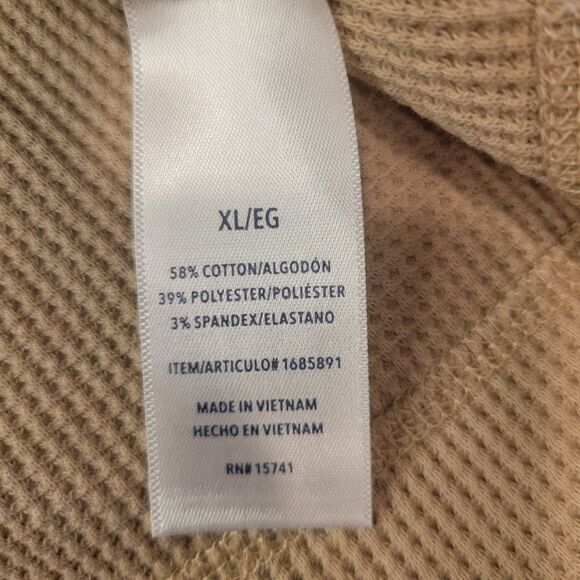 XL/EG
58% COTTON/ALGODÓN
39% POLYESTER/POLIÉSTER
3% SPANDEX/ELASTANO
ITEM/ARTICULO# 1685891
MADE IN VIETNAM
HECHO EN VIETNAM
RN# 15741